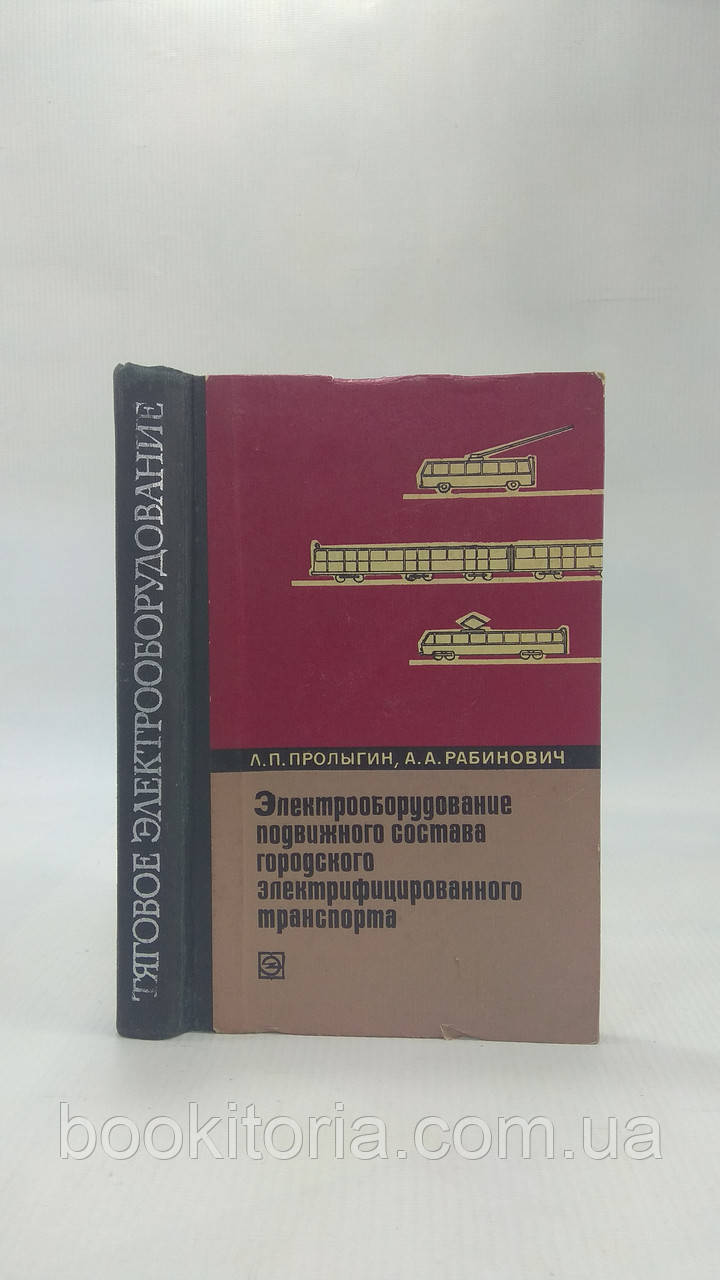 ТЯГОВОЕ ЭЛЕКТРООБОРУДОВАНИЕ
Л.П. ПРОЛЫГИН, А.А. РАБИНОВИЧ
Электрооборудование
подвижного состава
городского
электрифицированного
транспорта
bookitoria.com.ua